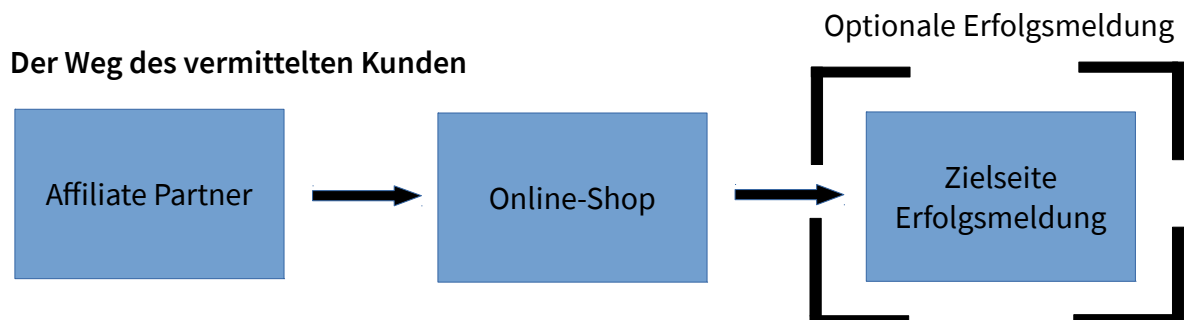 Optionale Erfolgsmeldung
Der Weg des vermittelten Kunden
Affiliate Partner
Online-Shop
Zielseite
Erfolgsmeldung